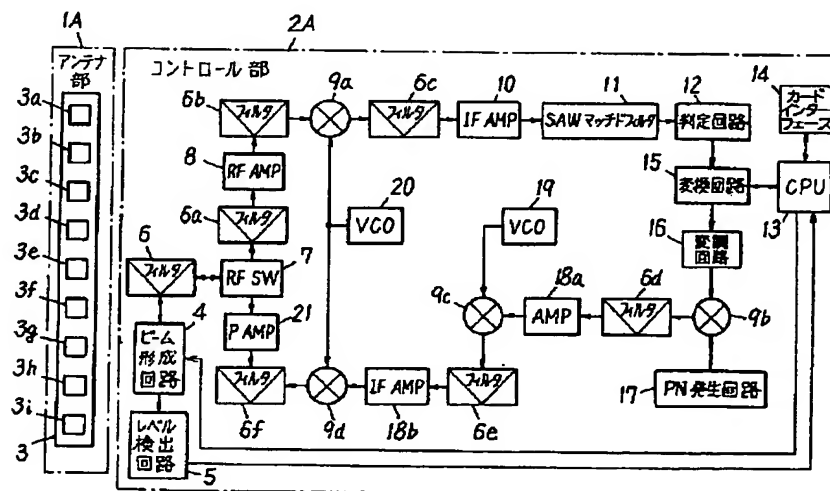 1A
アンテナ部
3a
3b
3c
3d
3e
3f
3g
3h
3i
3
2A
コントロール部
6b
フィルタ
9a
6c
フィルタ
10
IF AMP
11
SAWマッチドフィルタ
12
判定回路
14
カード
インター
フェース
8
RF AMP
15
変換回路
CPU
13
6a
フィルタ
20
VCO
19
VCO
16
変調
回路
6
フィルタ
7
RF SW
4
ビーム
形成
回路
21
P AMP
9c
18a
AMP
6d
フィルタ
9b
フィルタ
6f
9d
IF AMP
18b
フィルタ
6e
17
PN発生回路
レベル
検出
回路
5